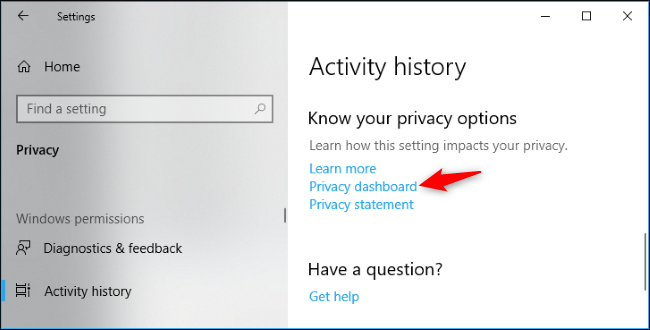 Settings
Home
Find a setting
Privacy
Windows permissions
Diagnostics & feedback
Activity history
Activity history
Know your privacy options
Learn how this setting impacts your privacy.
Learn more
Privacy dashboard
Privacy statement
Have a question?
Get help